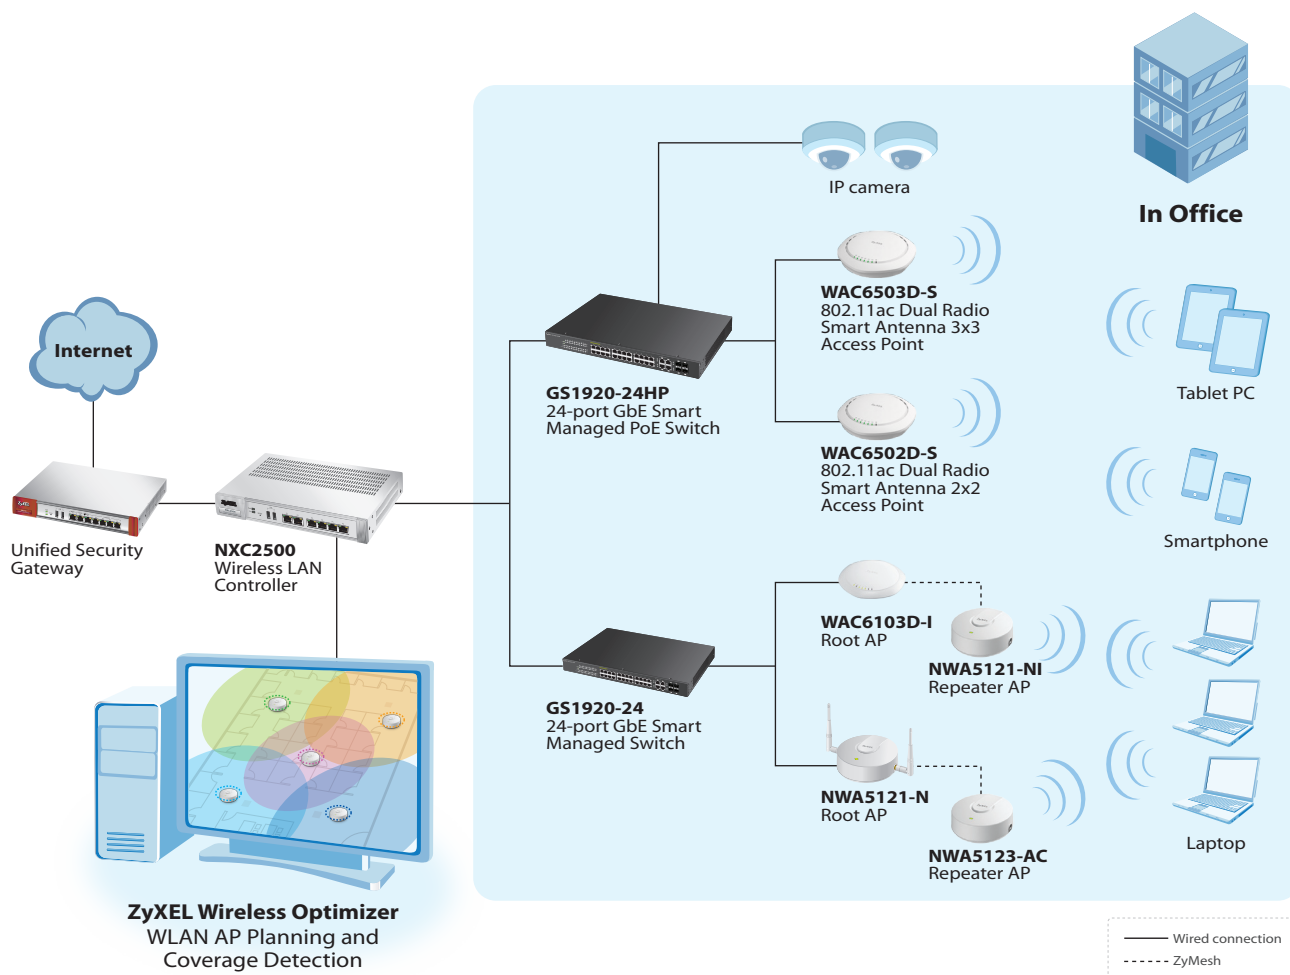 IP camera
In Office
WAC6503D-S
802.11ac Dual Radio
Smart Antenna 3x3
Access Point
Internet
Tablet PC
GS1920-24HP
24-port GbE Smart
Managed PoE Switch
WAC6502D-S
802.11ac Dual Radio
Smart Antenna 2x2
Access Point
Smartphone
Unified Security
Gateway
NXC2500
Wireless LAN
Controller
WAC6103D-I
Root AP
NWA5121-NI
Repeater AP
GS1920-24
24-port GbE Smart
Managed Switch
NWA5121-N
Root AP
NWA5123-AC
Repeater AP
Laptop
ZyXEL Wireless Optimizer
WLAN AP Planning and
Coverage Detection
Wired connection
ZyMesh